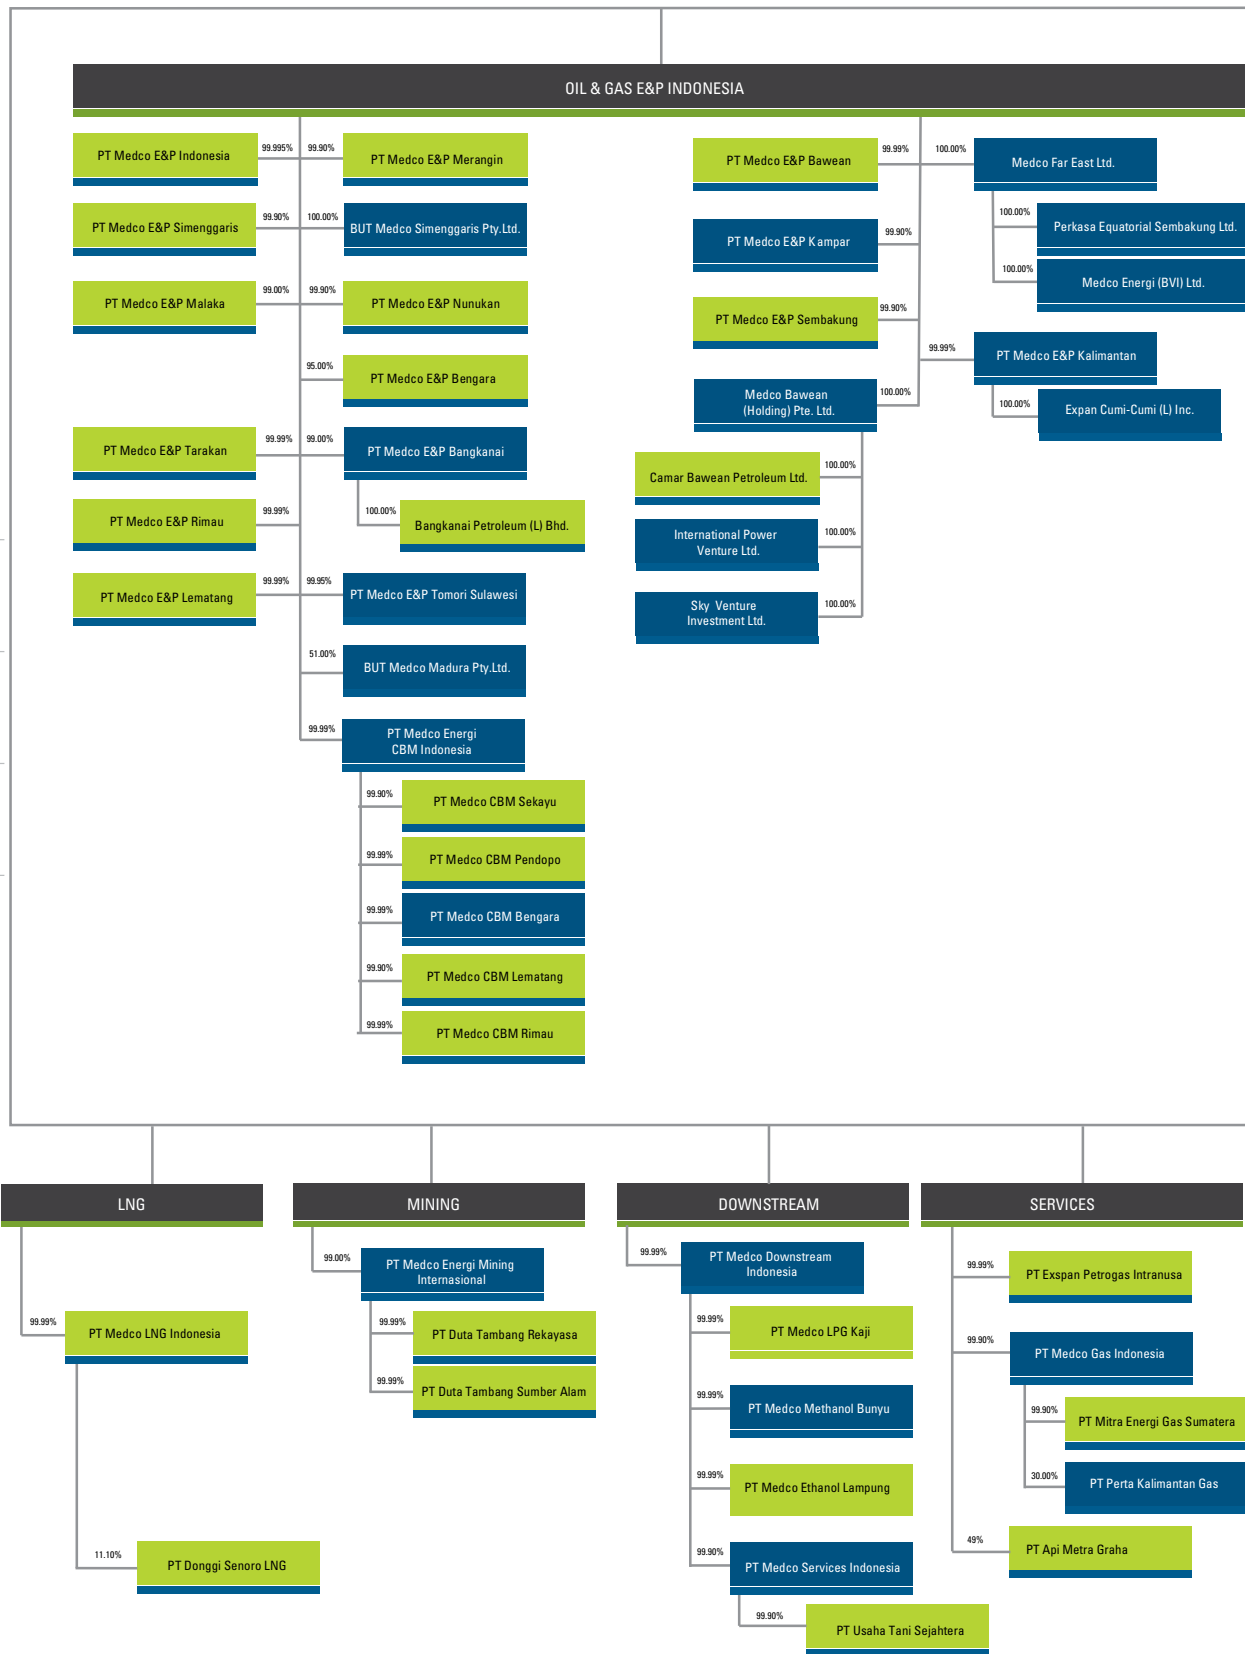 OIL & GAS E&P INDONESIA
PT Medco E&P Indonesia
99.995%
99.90%
PT Medco E&P Merangin
PT Medco E&P Simenggaris
99.90%
100.00%
BUT Medco Simenggaris Pty.Ltd.
PT Medco E&P Malaka
99.00%
99.90%
PT Medco E&P Nunukan
95.00%
PT Medco E&P Bengara
PT Medco E&P Tarakan
99.99%
99.00%
PT Medco E&P Bangkanai
PT Medco E&P Rimau
99.99%
100.00%
Bangkanai Petroleum (L) Bhd.
PT Medco E&P Lematang
99.99%
99.95%
PT Medco E&P Tomori Sulawesi
51.00%
BUT Medco Madura Pty.Ltd.
99.99%
PT Medco Energi
CBM Indonesia
99.90%
PT Medco CBM Sekayu
99.99%
PT Medco CBM Pendopo
99.99%
PT Medco CBM Bengara
99.90%
PT Medco CBM Lematang
99.99%
PT Medco CBM Rimau
PT Medco E&P Bawean
99.99%
100.00%
Medco Far East Ltd.
100.00%
Perkasa Equatorial Sembakung Ltd.
PT Medco E&P Kampar
99.90%
100.00%
Medco Energi (BVI) Ltd.
PT Medco E&P Sembakung
99.90%
99.99%
PT Medco E&P Kalimantan
Medco Bawean
(Holding) Pte. Ltd.
100.00%
100.00%
Expan Cumi-Cumi (L) Inc.
Camar Bawean Petroleum Ltd.
100.00%
International Power
Venture Ltd.
100.00%
Sky Venture
Investment Ltd.
100.00%
LNG
99.99%
PT Medco LNG Indonesia
11.10%
PT Donggi Senoro LNG
MINING
99.00%
PT Medco Energi Mining
Internasional
99.99%
PT Duta Tambang Rekayasa
99.99%
PT Duta Tambang Sumber Alam
DOWNSTREAM
99.99%
PT Medco Downstream
Indonesia
99.99%
PT Medco LPG Kaji
99.99%
PT Medco Methanol Bunyu
99.99%
PT Medco Ethanol Lampung
99.90%
PT Medco Services Indonesia
99.90%
PT Usaha Tani Sejahtera
SERVICES
99.99%
PT Exspan Petrogas Intranusa
99.90%
PT Medco Gas Indonesia
99.90%
PT Mitra Energi Gas Sumatera
30.00%
PT Perta Kalimantan Gas
49%
PT Api Metra Graha